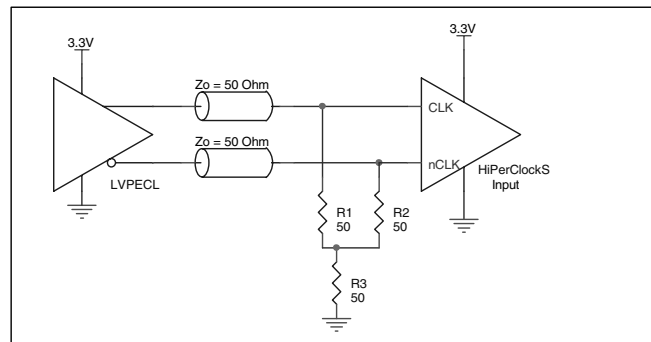 3.3V
3.3V
Zo = 50 Ohm
CLK
Zo = 50 Ohm
nCLK
LVPECL
HiPerClockS
Input
R1
50
R2
50
R3
50